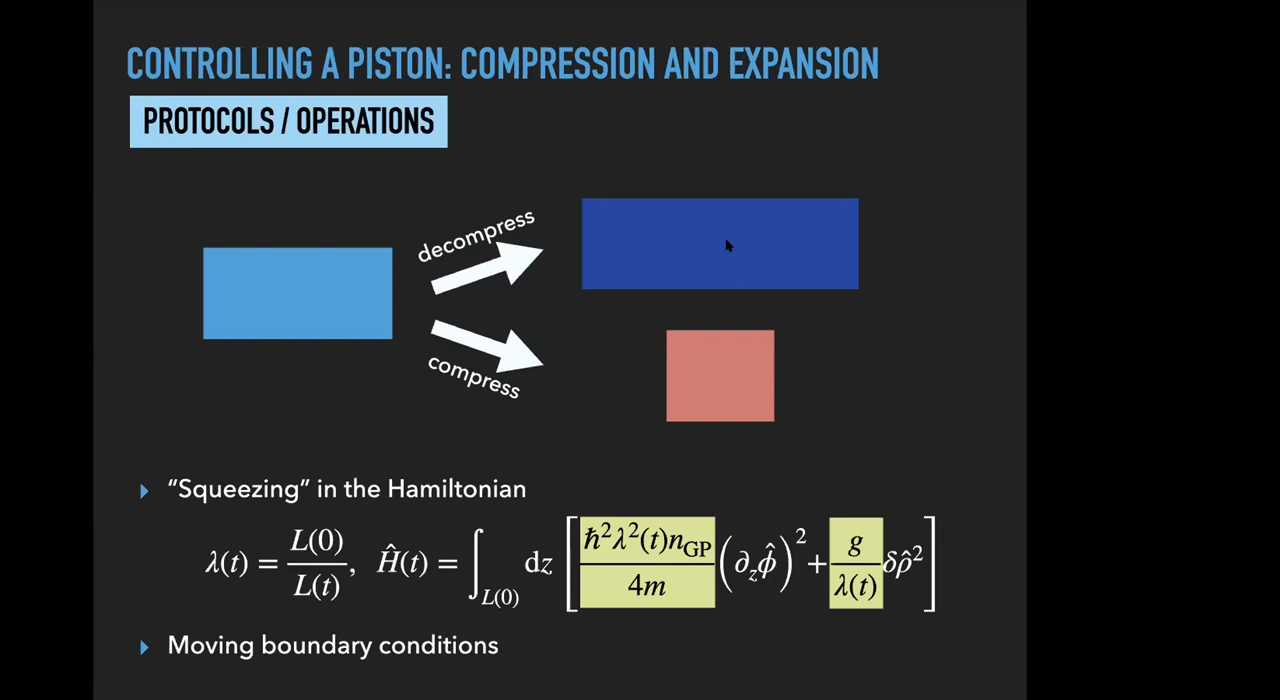 CONTROLLING A PISTON: COMPRESSION AND EXPANSION
PROTOCOLS / OPERATIONS
decompress
compress
“Squeezing” in the Hamiltonian
λ(t) = L(0)/L(t), Ĥ(t) = ∫_{L(0)} dz [ ħ²λ²(t)n_GP/4m (∂_z ϕ̂)² + g/λ(t) δρ̂² ]
Moving boundary conditions